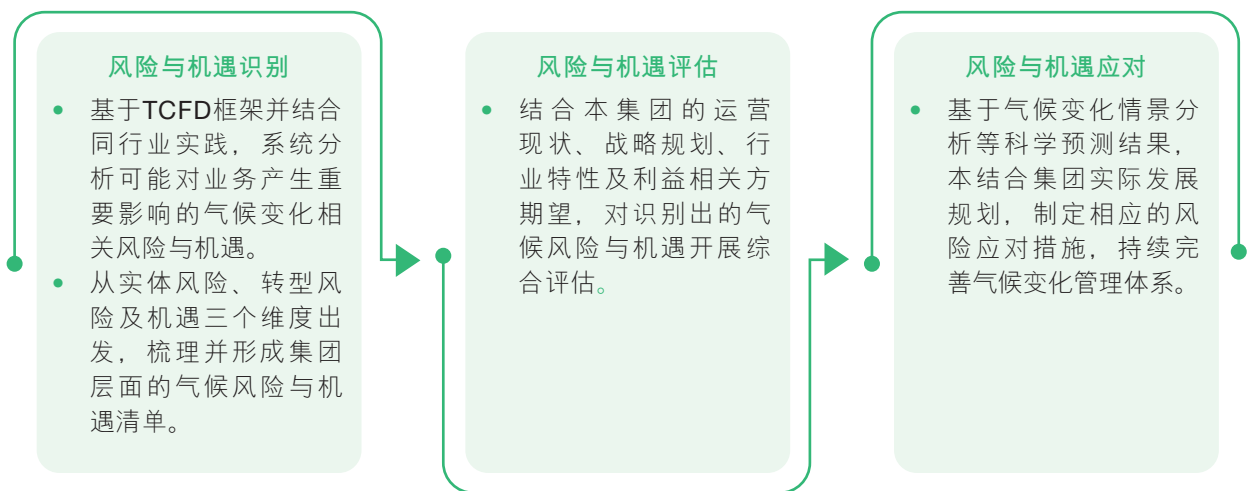 风险与机遇识别
• 基于TCFD框架并结合
同行业实践，系统分
析可能对业务产生重
要影响的气候变化相
关风险与机遇。
• 从实体风险、转型风
险及机遇三个维度出
发，梳理并形成集团
层面的气候风险与机
遇清单。
风险与机遇评估
• 结合本集团的运营
现状、战略规划、行
业特性及利益相关方
期望，对识别出的气
候风险与机遇开展综
合评估。
风险与机遇应对
• 基于气候变化情景分
析等科学预测结果，
本结合集团实际发展
规划，制定相应的风
险应对措施，持续完
善气候变化管理体系。